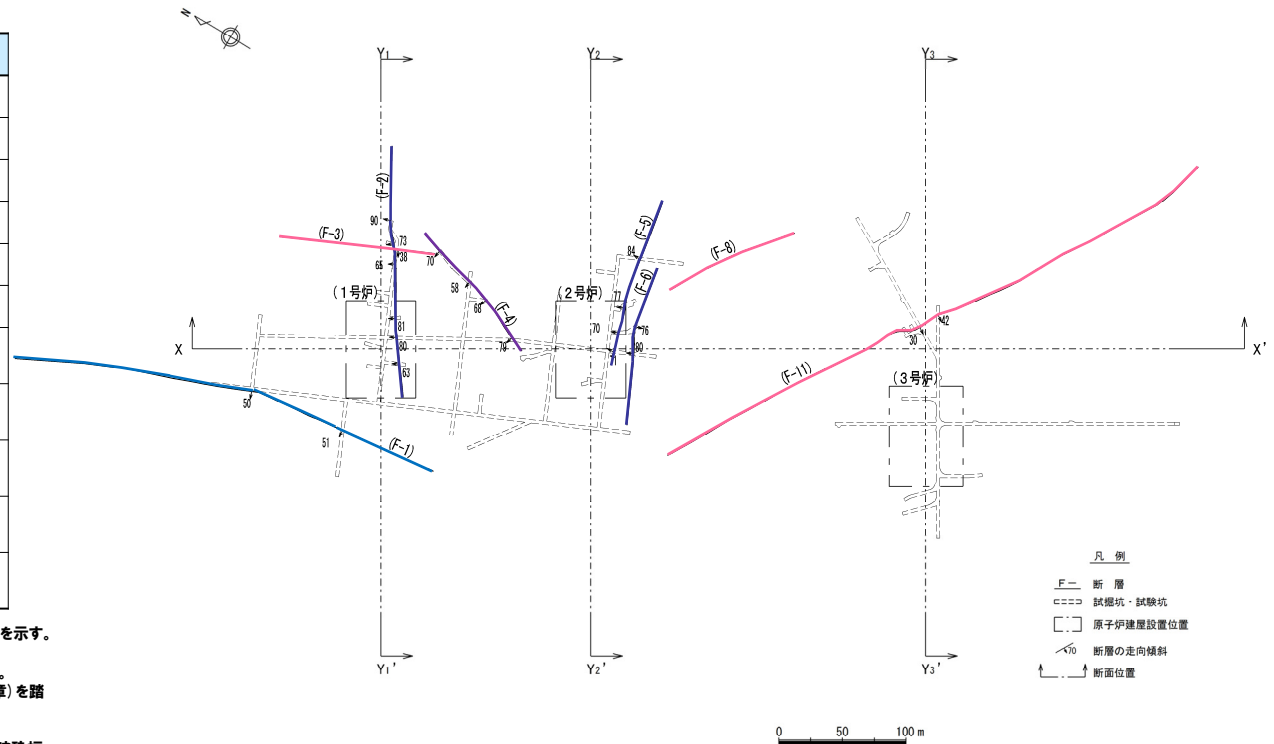 N
Y1
Y2
Y3
(F-2)
90
73
(F-3)
38
65
70
(F-5)
84
(F-8)
(F-6)
58
(1号炉)
(2号炉)
77
68
(F-4)
81
70
76
42
30
X
80
79
80
X'
63
(F-11)
(3号炉)
50
51
(F-1)
凡 例
F− 断 層
試掘坑・試験坑
原子炉建屋設置位置
70 断層の走向傾斜
断面位置
を示す。
。
章)を踏
Y1'
Y2'
Y3'
0 50 100 m